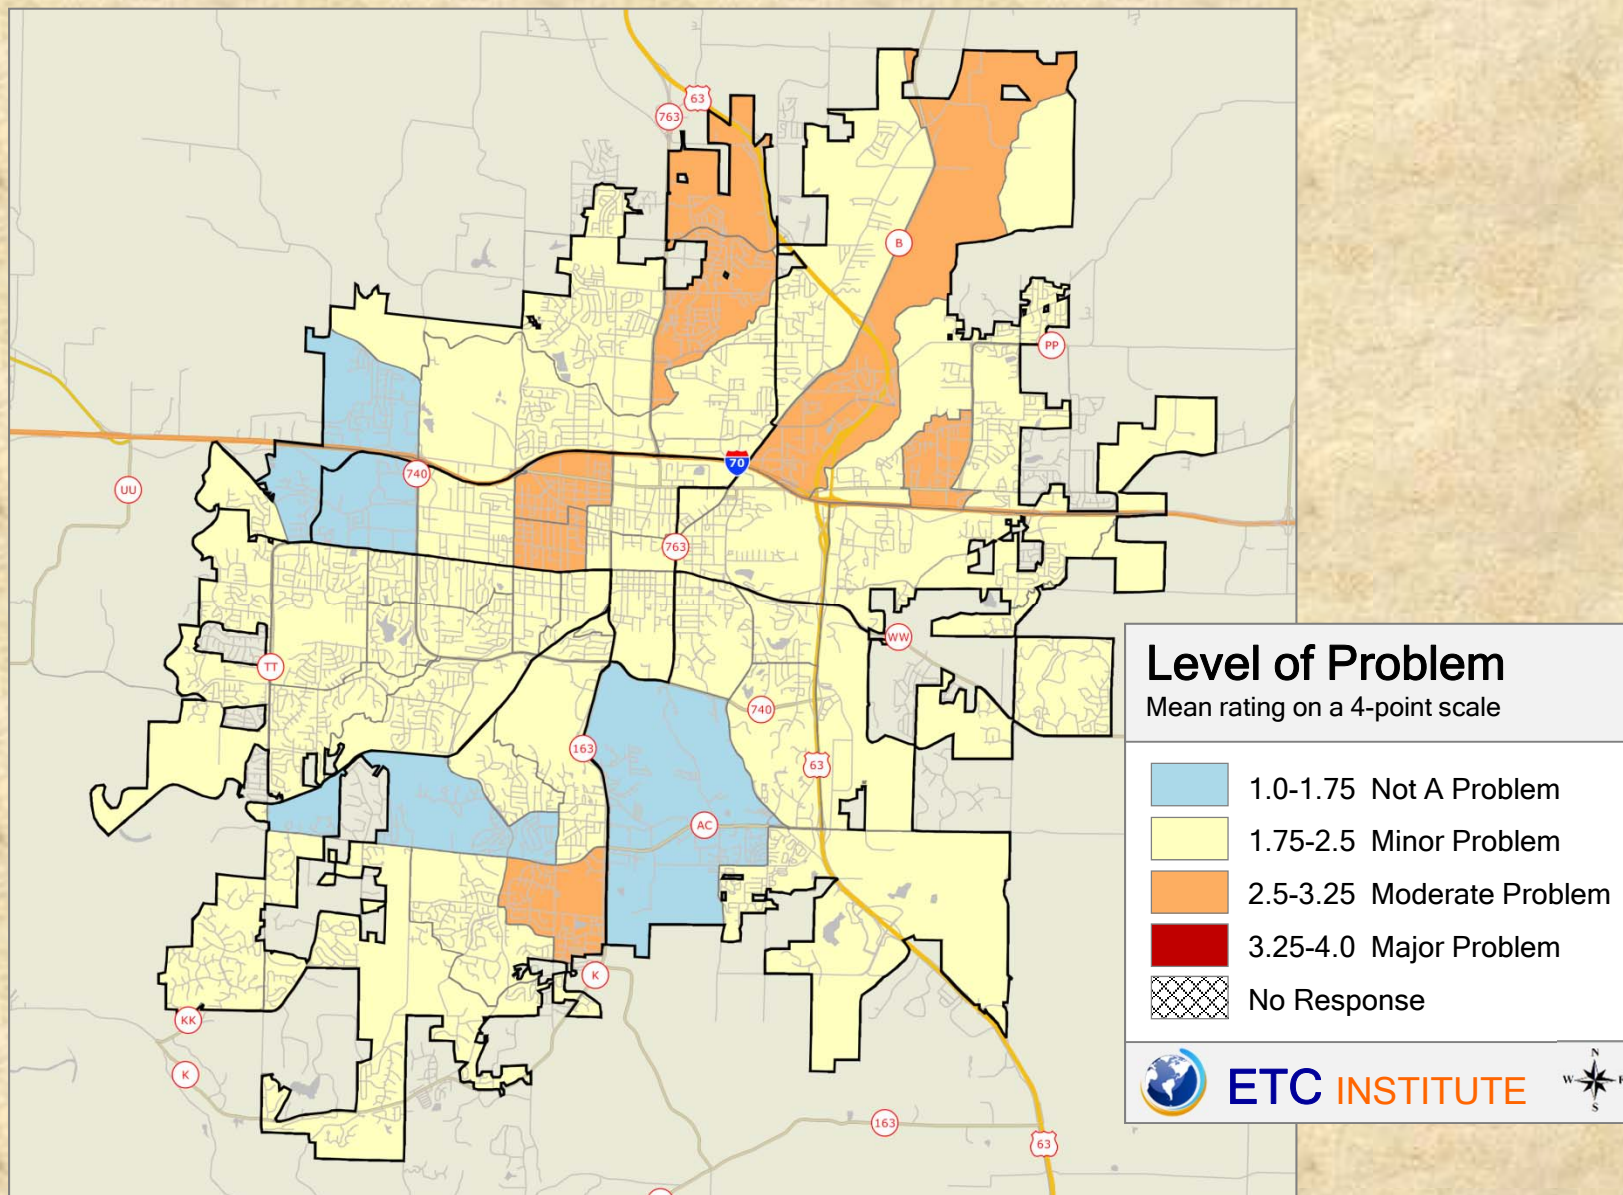 63
763
B
PP
70
740
UU
763
WW
TT
740
163
63
AC
K
KK
K
163
63
Level of Problem
Mean rating on a 4-point scale
1.0-1.75 Not A Problem
1.75-2.5 Minor Problem
2.5-3.25 Moderate Problem
3.25-4.0 Major Problem
No Response
ETC INSTITUTE
N
W
S